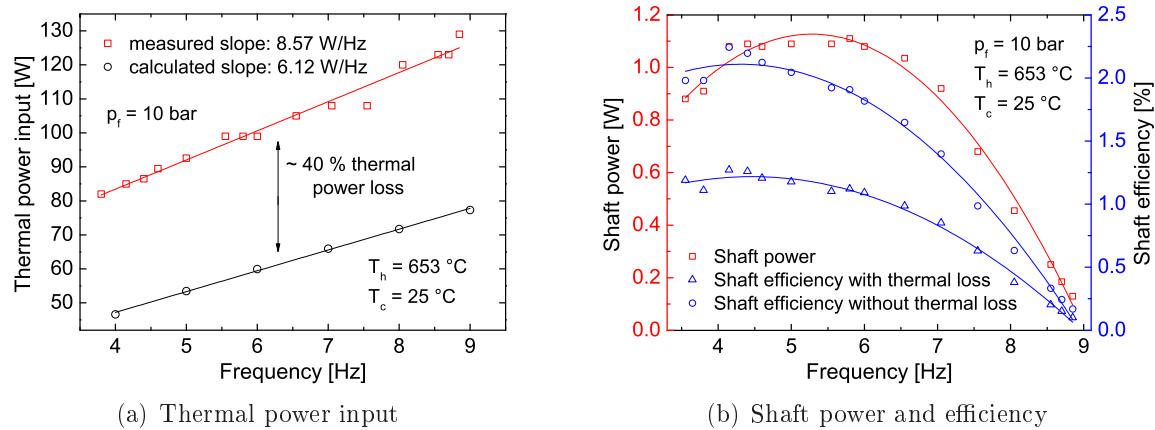 130
120
110
100
90
80
70
60
50
Thermal power input [W]
measured slope: 8.57 W/Hz
calculated slope: 6.12 W/Hz
p_f = 10 bar
~ 40 % thermal
power loss
T_h = 653 °C
T_c = 25 °C
4 5 6 7 8 9
Frequency [Hz]
(a) Thermal power input
1.2
1.0
0.8
0.6
0.4
0.2
0.0
Shaft power [W]
p_f = 10 bar
T_h = 653 °C
T_c = 25 °C
Shaft power
Shaft efficiency with thermal loss
Shaft efficiency without thermal loss
2.5
2.0
1.5
1.0
0.5
0.0
Shaft efficiency [%]
4 5 6 7 8 9
Frequency [Hz]
(b) Shaft power and efficiency